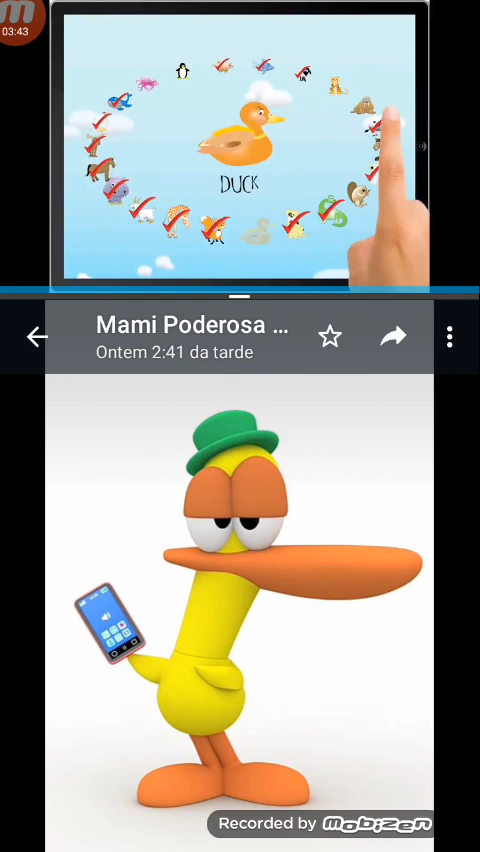 03:43
DUCK
Mami Poderosa ...
Ontem 2:41 da tarde
Recorded by mobizen